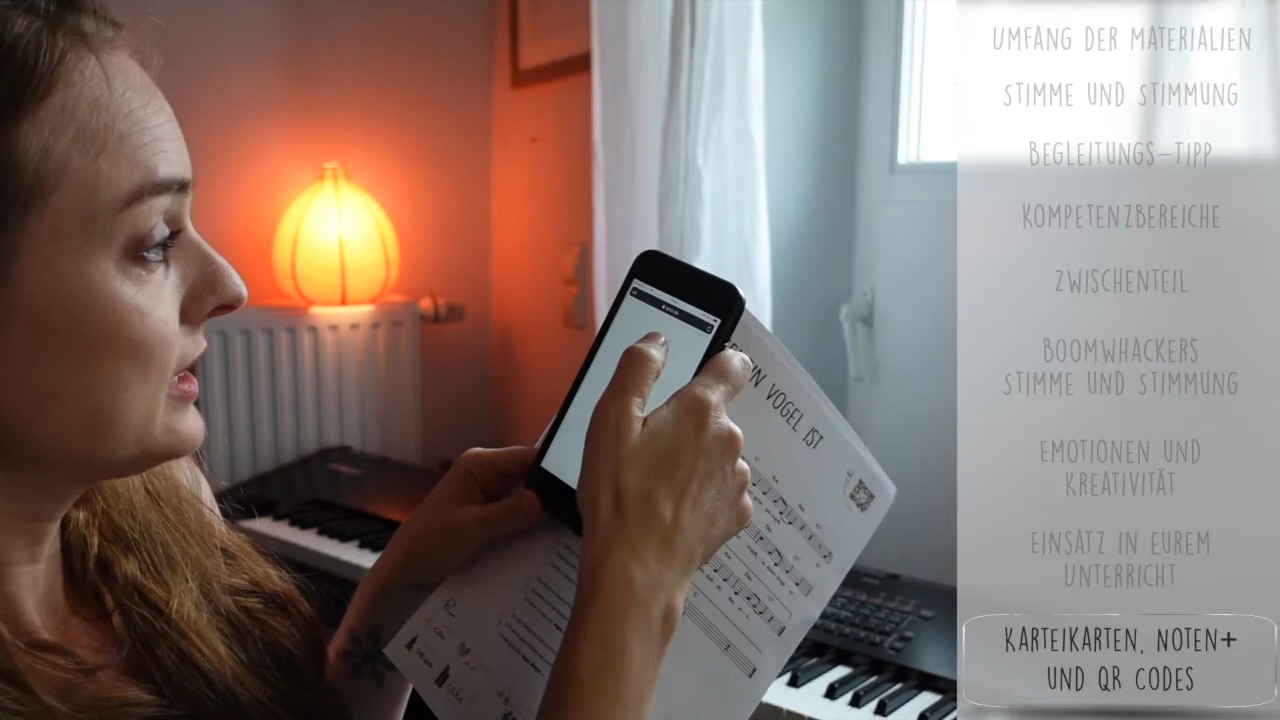 UMFANG DER MATERIALIEN
STIMME UND STIMMUNG
BEGLEITUNGS-TIPP
KOMPETENZBEREICHE
ZWISCHENTEIL
BOOMWHACKERS
STIMME UND STIMMUNG
EMOTIONEN UND
KREATIVITÄT
EINSATZ IN EUREM
UNTERRICHT
KARTEIKARTEN, NOTEN+
UND QR CODES
VOGEL IST